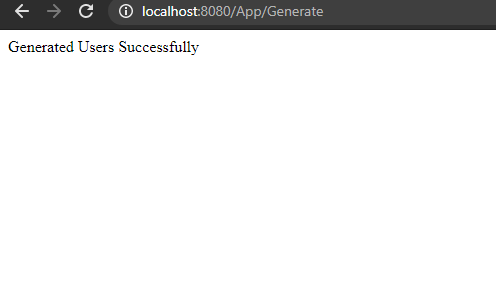 localhost:8080/App/Generate
Generated Users Successfully